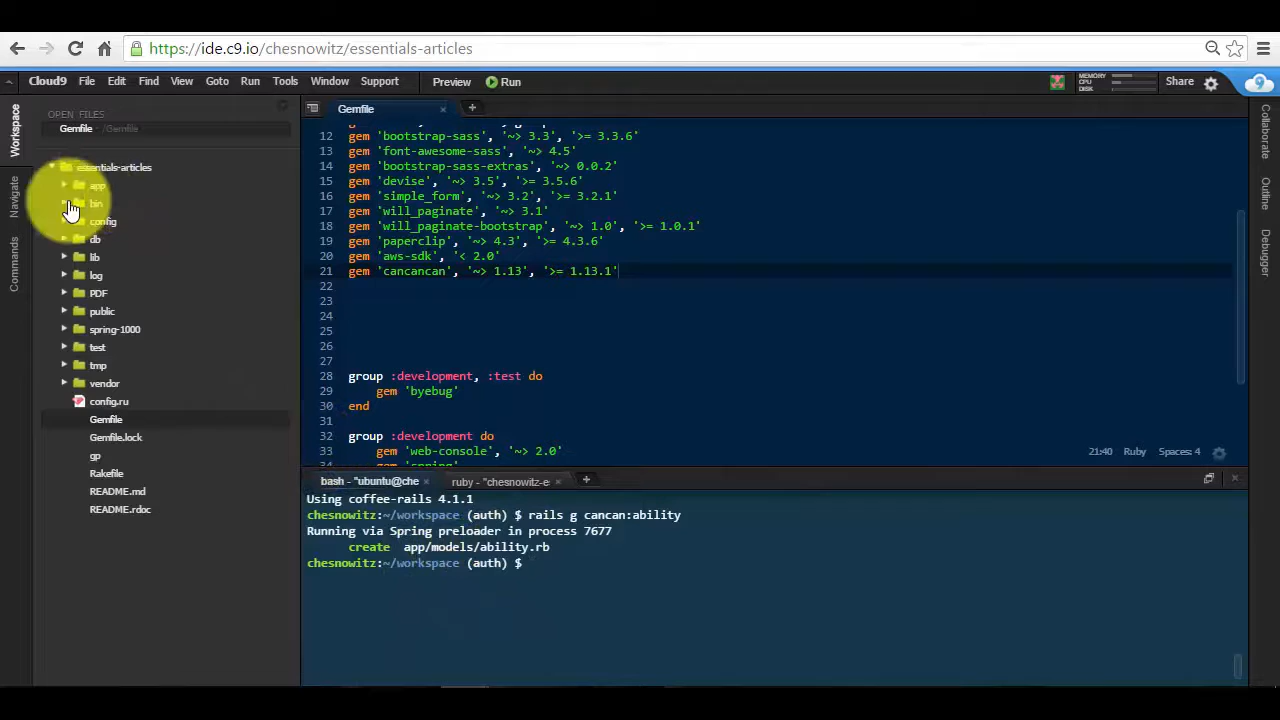 https://ide.c9.io/chesnowitz/essentials-articles
Cloud9 File Edit Find View Goto Run Tools Window Support Preview Run MEMORY CPU DISK Share
Workspace
Navigate
Commands
OPEN FILES
Gemfile /Gemfile
essentials-articles
app
bin
config
db
lib
log
PDF
public
spring-1000
test
tmp
vendor
config.ru
Gemfile
Gemfile.lock
gp
Rakefile
README.md
README.rdoc
Gemfile
12 gem 'bootstrap-sass', '~> 3.3', '>= 3.3.6'
13 gem 'font-awesome-sass', '~> 4.5'
14 gem 'bootstrap-sass-extras', '~> 0.0.2'
15 gem 'devise', '~> 3.5', '>= 3.5.6'
16 gem 'simple_form', '~> 3.2', '>= 3.2.1'
17 gem 'will_paginate', '~> 3.1'
18 gem 'will_paginate-bootstrap', '~> 1.0', '>= 1.0.1'
19 gem 'paperclip', '~> 4.3', '>= 4.3.6'
20 gem 'aws-sdk', '< 2.0'
21 gem 'cancancan', '~> 1.13', '>= 1.13.1'
22
23
24
25
26
27
28 group :development, :test do
29 gem 'byebug'
30 end
31
32 group :development do
33 gem 'web-console', '~> 2.0'
34 gem 'spring'
21:40 Ruby Spaces: 4
bash - "ubuntu@che
ruby - "chesnowitz-e
Using coffee-rails 4.1.1
chesnowitz:~/workspace (auth) $ rails g cancan:ability
Running via Spring preloader in process 7677
create app/models/ability.rb
chesnowitz:~/workspace (auth) $
Collaborate
Outline
Debugger